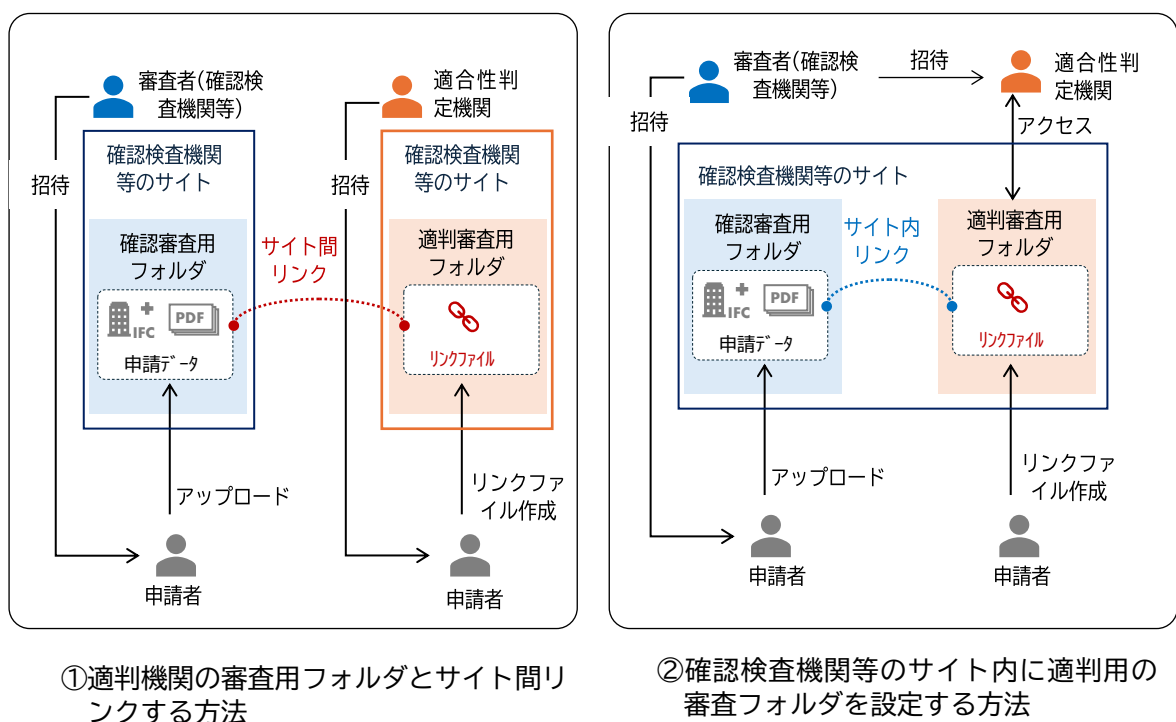 審査者(確認検
査機関等)
適合性判
定機関
招待
確認検査機関
等のサイト
招待
確認検査機関
等のサイト
確認審査用
フォルダ
サイト間
リンク
適判審査用
フォルダ
IFC
PDF
申請ﾃﾞｰﾀ
ﾘﾝｸﾌｧｲﾙ
アップロード
リンクファ
イル作成
申請者
申請者
①適判機関の審査用フォルダとサイト間リ
ンクする方法
審査者(確認検
査機関等)
招待
適合性判
定機関
招待
アクセス
確認検査機関等のサイト
確認審査用
フォルダ
サイト内
リンク
適判審査用
フォルダ
IFC
PDF
申請ﾃﾞｰﾀ
ﾘﾝｸﾌｧｲﾙ
アップロード
リンクファ
イル作成
申請者
申請者
②確認検査機関等のサイト内に適判用の
審査フォルダを設定する方法